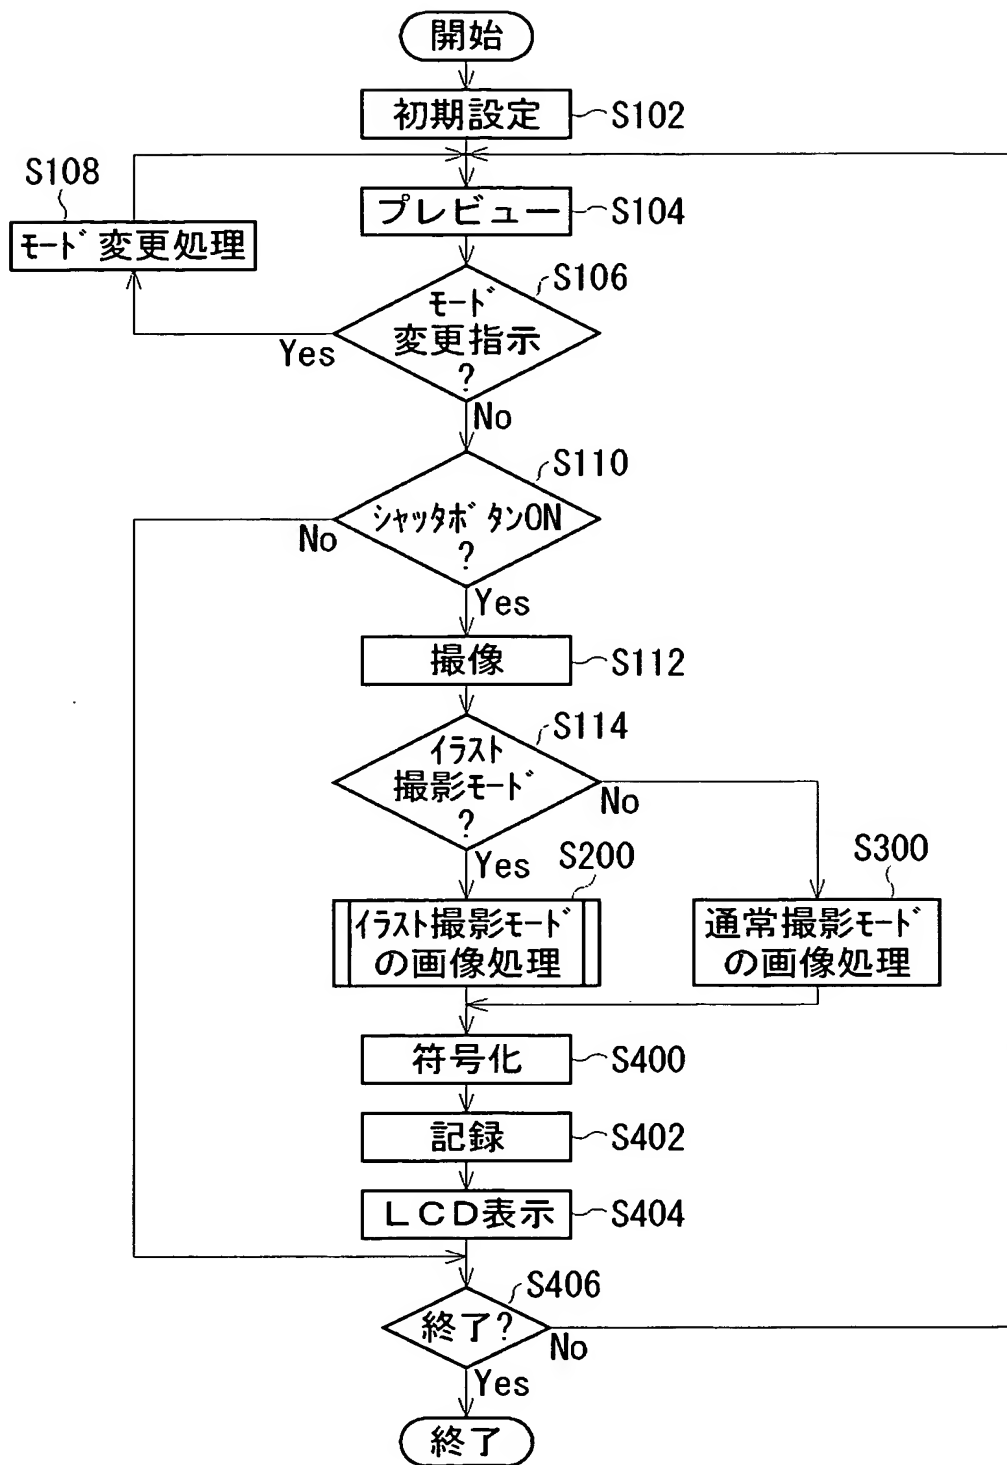 開始
初期設定
S102
S108
モード変更処理
プレビュー
S104
S106
モード
変更指示
?
Yes
No
S110
シャッタボタンON
?
No
Yes
撮像
S112
S114
イラスト
撮影モード
?
No
Yes
S200
イラスト撮影モード
の画像処理
S300
通常撮影モード
の画像処理
符号化
S400
記録
S402
LCD表示
S404
S406
終了?
No
Yes
終了